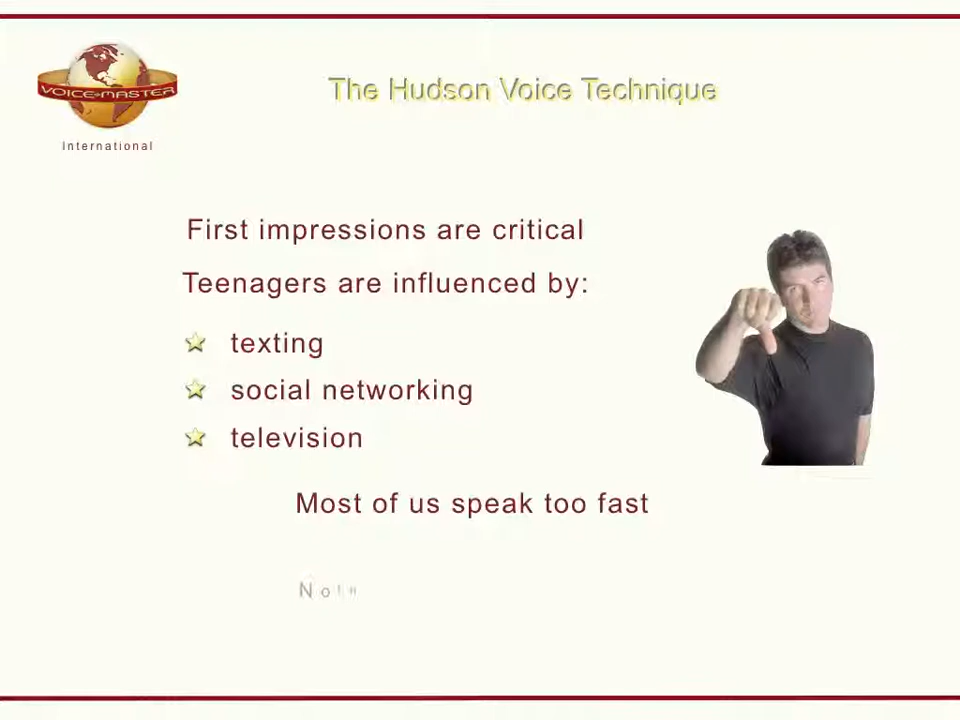 VOICE-MASTER
International
The Hudson Voice Technique
First impressions are critical
Teenagers are influenced by:
texting
social networking
television
Most of us speak too fast